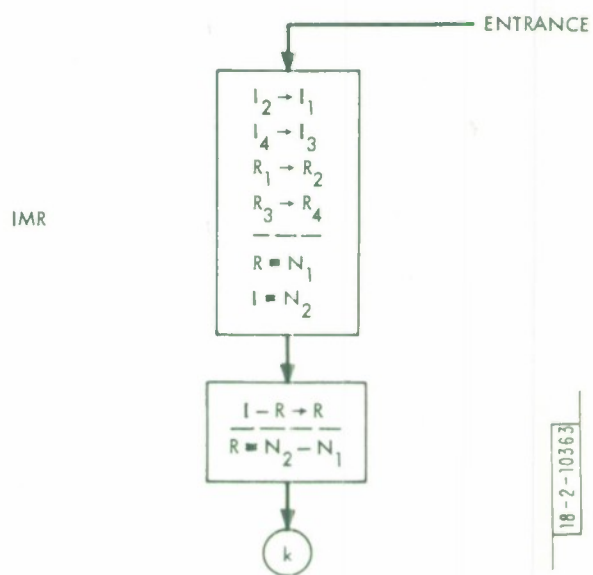 ENTRANCE
I₂ → I₁
I₄ → I₃
R₁ → R₂
R₃ → R₄
R = N₁
I = N₂
IMR
I − R → R
R = N₂ − N₁
k
18-2-10363